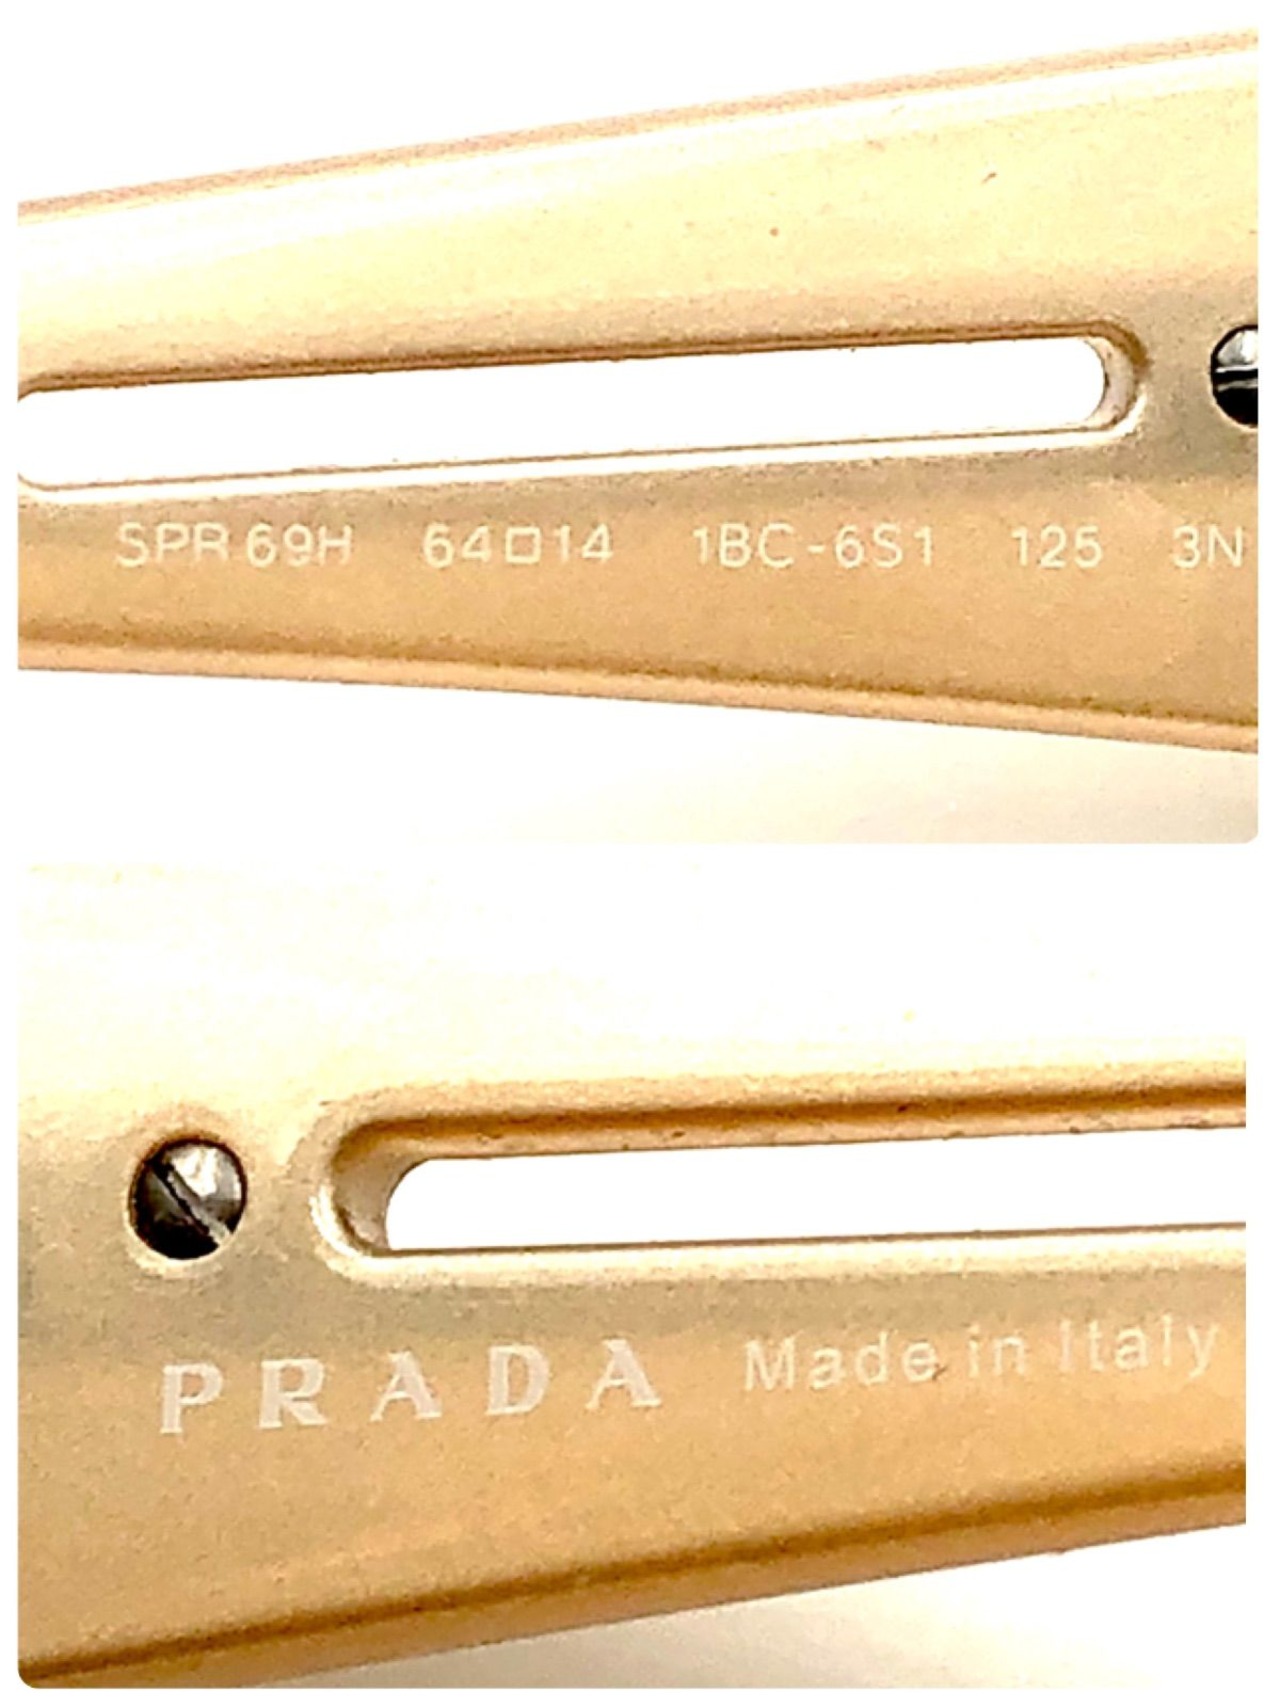 SPR 69H 64□14 1BC-6S1 125 3N
PRADA Made in Italy